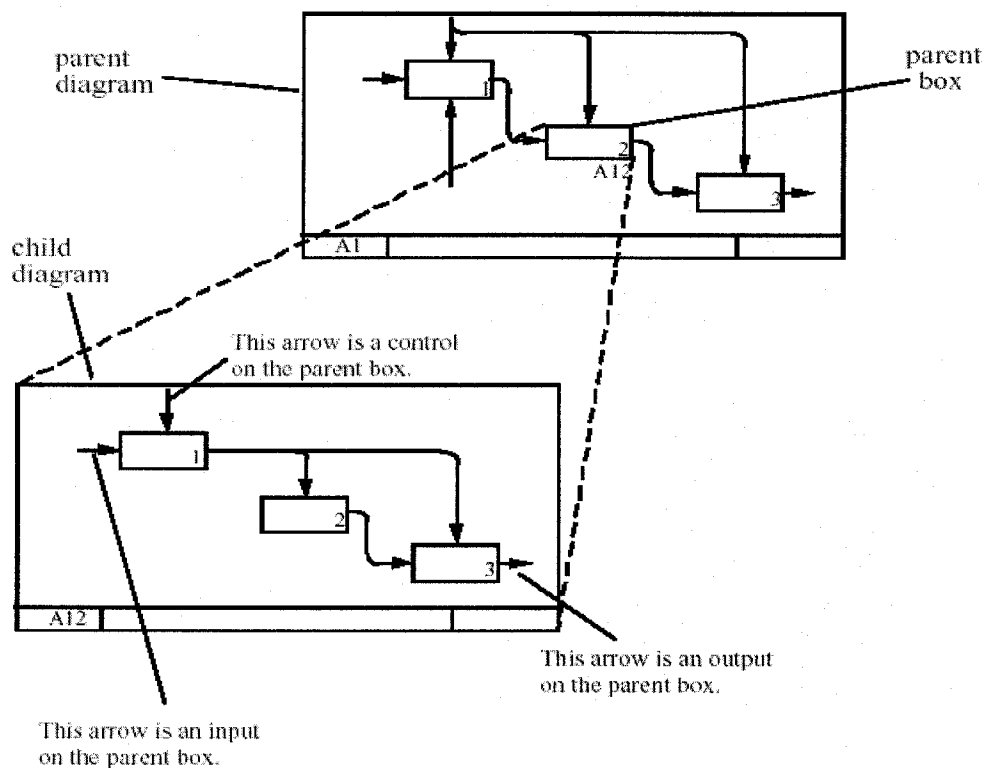 parent
diagram
parent
box
1
2
A12
3
A1
child
diagram
This arrow is a control
on the parent box.
1
2
3
A12
This arrow is an output
on the parent box.
This arrow is an input
on the parent box.